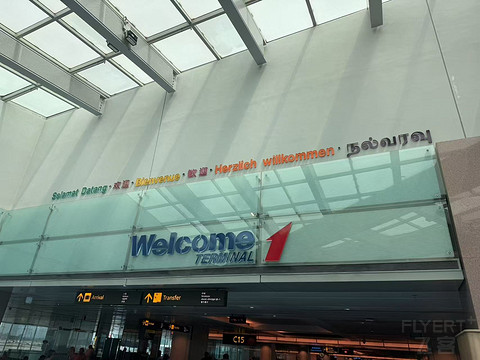 Selamat Datang · 欢迎 · Bienvenue · 歓迎 · Herzlich willkommen · நல்வரவு
Welcome
TERMINAL 1
Arrival
Transfer
C15
FLYERT